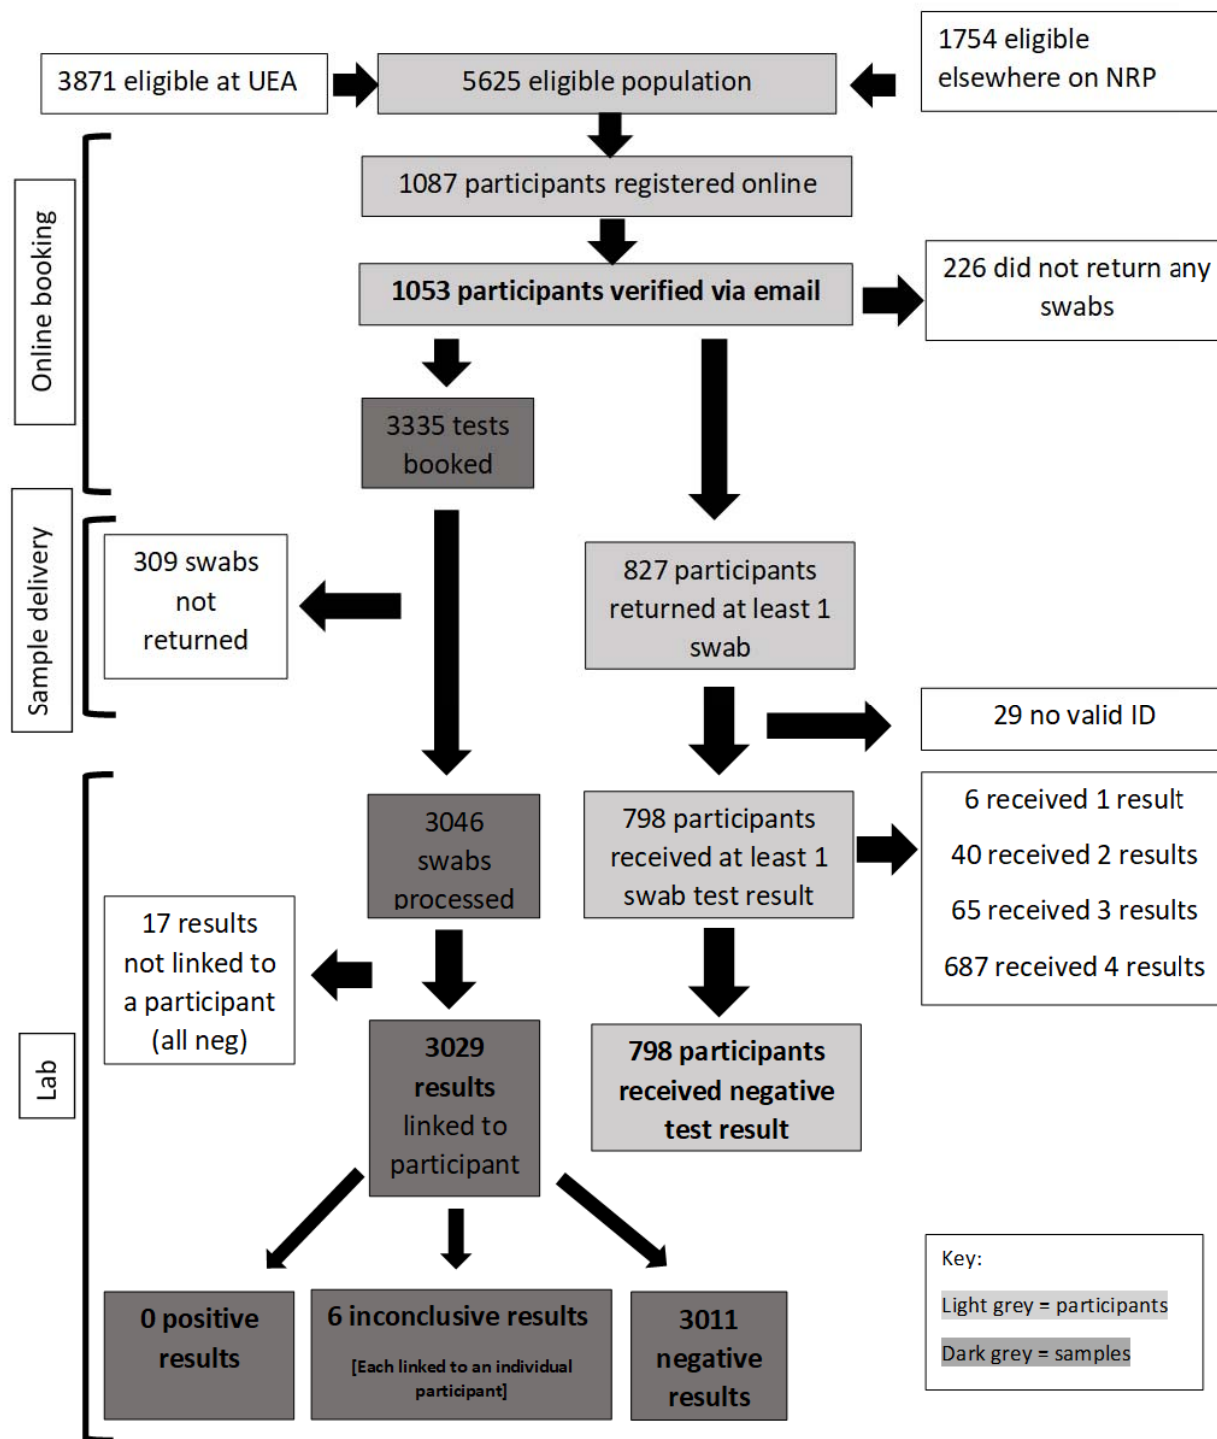 3871 eligible at UEA
5625 eligible population
1754 eligible
elsewhere on NRP
Online booking
1087 participants registered online
1053 participants verified via email
226 did not return any
swabs
3335 tests
booked
Sample delivery
309 swabs
not
returned
827 participants
returned at least 1
swab
29 no valid ID
Lab
3046
swabs
processed
798 participants
received at least 1
swab test result
6 received 1 result
40 received 2 results
65 received 3 results
687 received 4 results
17 results
not linked to
a participant
(all neg)
3029
results
linked to
participant
798 participants
received negative
test result
0 positive
results
6 inconclusive results
[Each linked to an individual
participant]
3011
negative
results
Key:
Light grey = participants
Dark grey = samples